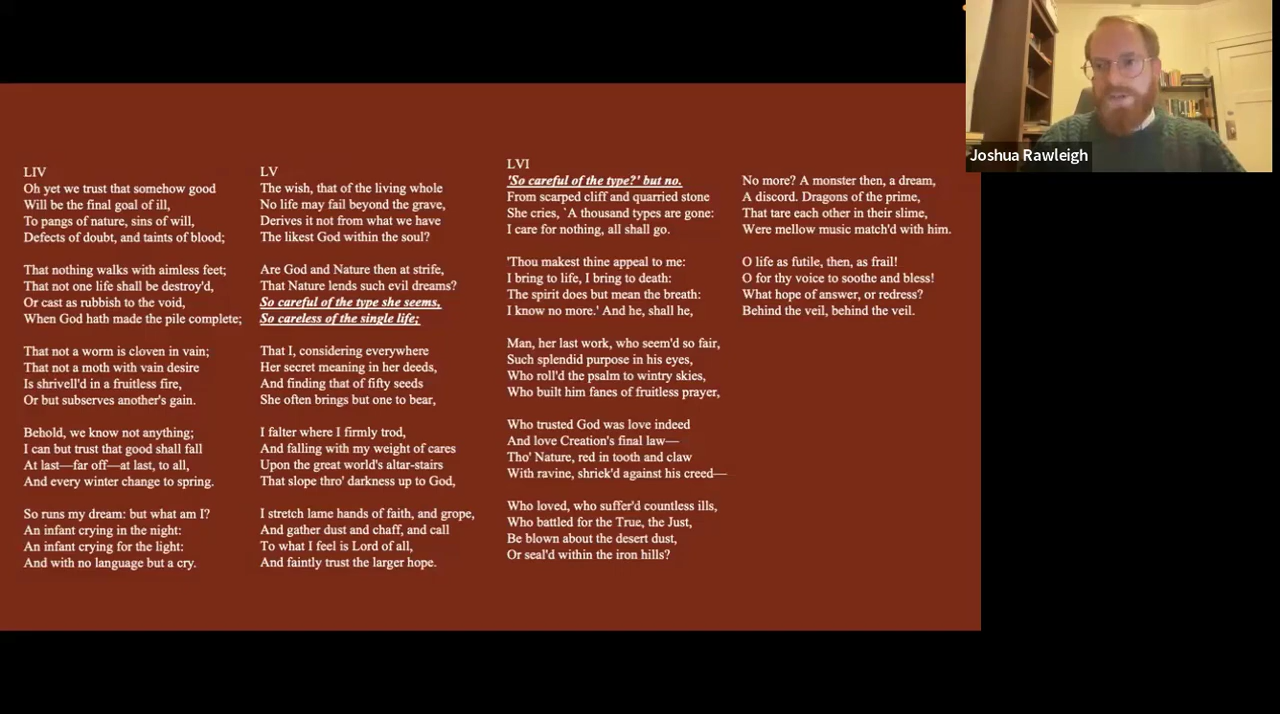 LIV
Oh yet we trust that somehow good
Will be the final goal of ill,
To pangs of nature, sins of will,
Defects of doubt, and taints of blood;
That nothing walks with aimless feet;
That not one life shall be destroy'd,
Or cast as rubbish to the void,
When God hath made the pile complete;
That not a worm is cloven in vain;
That not a moth with vain desire
Is shrivell'd in a fruitless fire,
Or but subserves another's gain.
Behold, we know not anything;
I can but trust that good shall fall
At last—far off—at last, to all,
And every winter change to spring.
So runs my dream: but what am I?
An infant crying in the night:
An infant crying for the light:
And with no language but a cry.
LV
The wish, that of the living whole
No life may fail beyond the grave,
Derives it not from what we have
The likest God within the soul?
Are God and Nature then at strife,
That Nature lends such evil dreams?
So careful of the type she seems,
So careless of the single life;
That I, considering everywhere
Her secret meaning in her deeds,
And finding that of fifty seeds
She often brings but one to bear,
I falter where I firmly trod,
And falling with my weight of cares
Upon the great world's altar-stairs
That slope thro' darkness up to God,
I stretch lame hands of faith, and grope,
And gather dust and chaff, and call
To what I feel is Lord of all,
And faintly trust the larger hope.
LVI
'So careful of the type?' but no.
From scarped cliff and quarried stone
She cries, `A thousand types are gone:
I care for nothing, all shall go.
'Thou makest thine appeal to me:
I bring to life, I bring to death:
The spirit does but mean the breath:
I know no more.' And he, shall he,
Man, her last work, who seem'd so fair,
Such splendid purpose in his eyes,
Who roll'd the psalm to wintry skies,
Who built him fanes of fruitless prayer,
Who trusted God was love indeed
And love Creation's final law—
Tho' Nature, red in tooth and claw
With ravine, shriek'd against his creed—
Who loved, who suffer'd countless ills,
Who battled for the True, the Just,
Be blown about the desert dust,
Or seal'd within the iron hills?
No more? A monster then, a dream,
A discord. Dragons of the prime,
That tare each other in their slime,
Were mellow music match'd with him.
O life as futile, then, as frail!
O for thy voice to soothe and bless!
What hope of answer, or redress?
Behind the veil, behind the veil.
Joshua Rawleigh